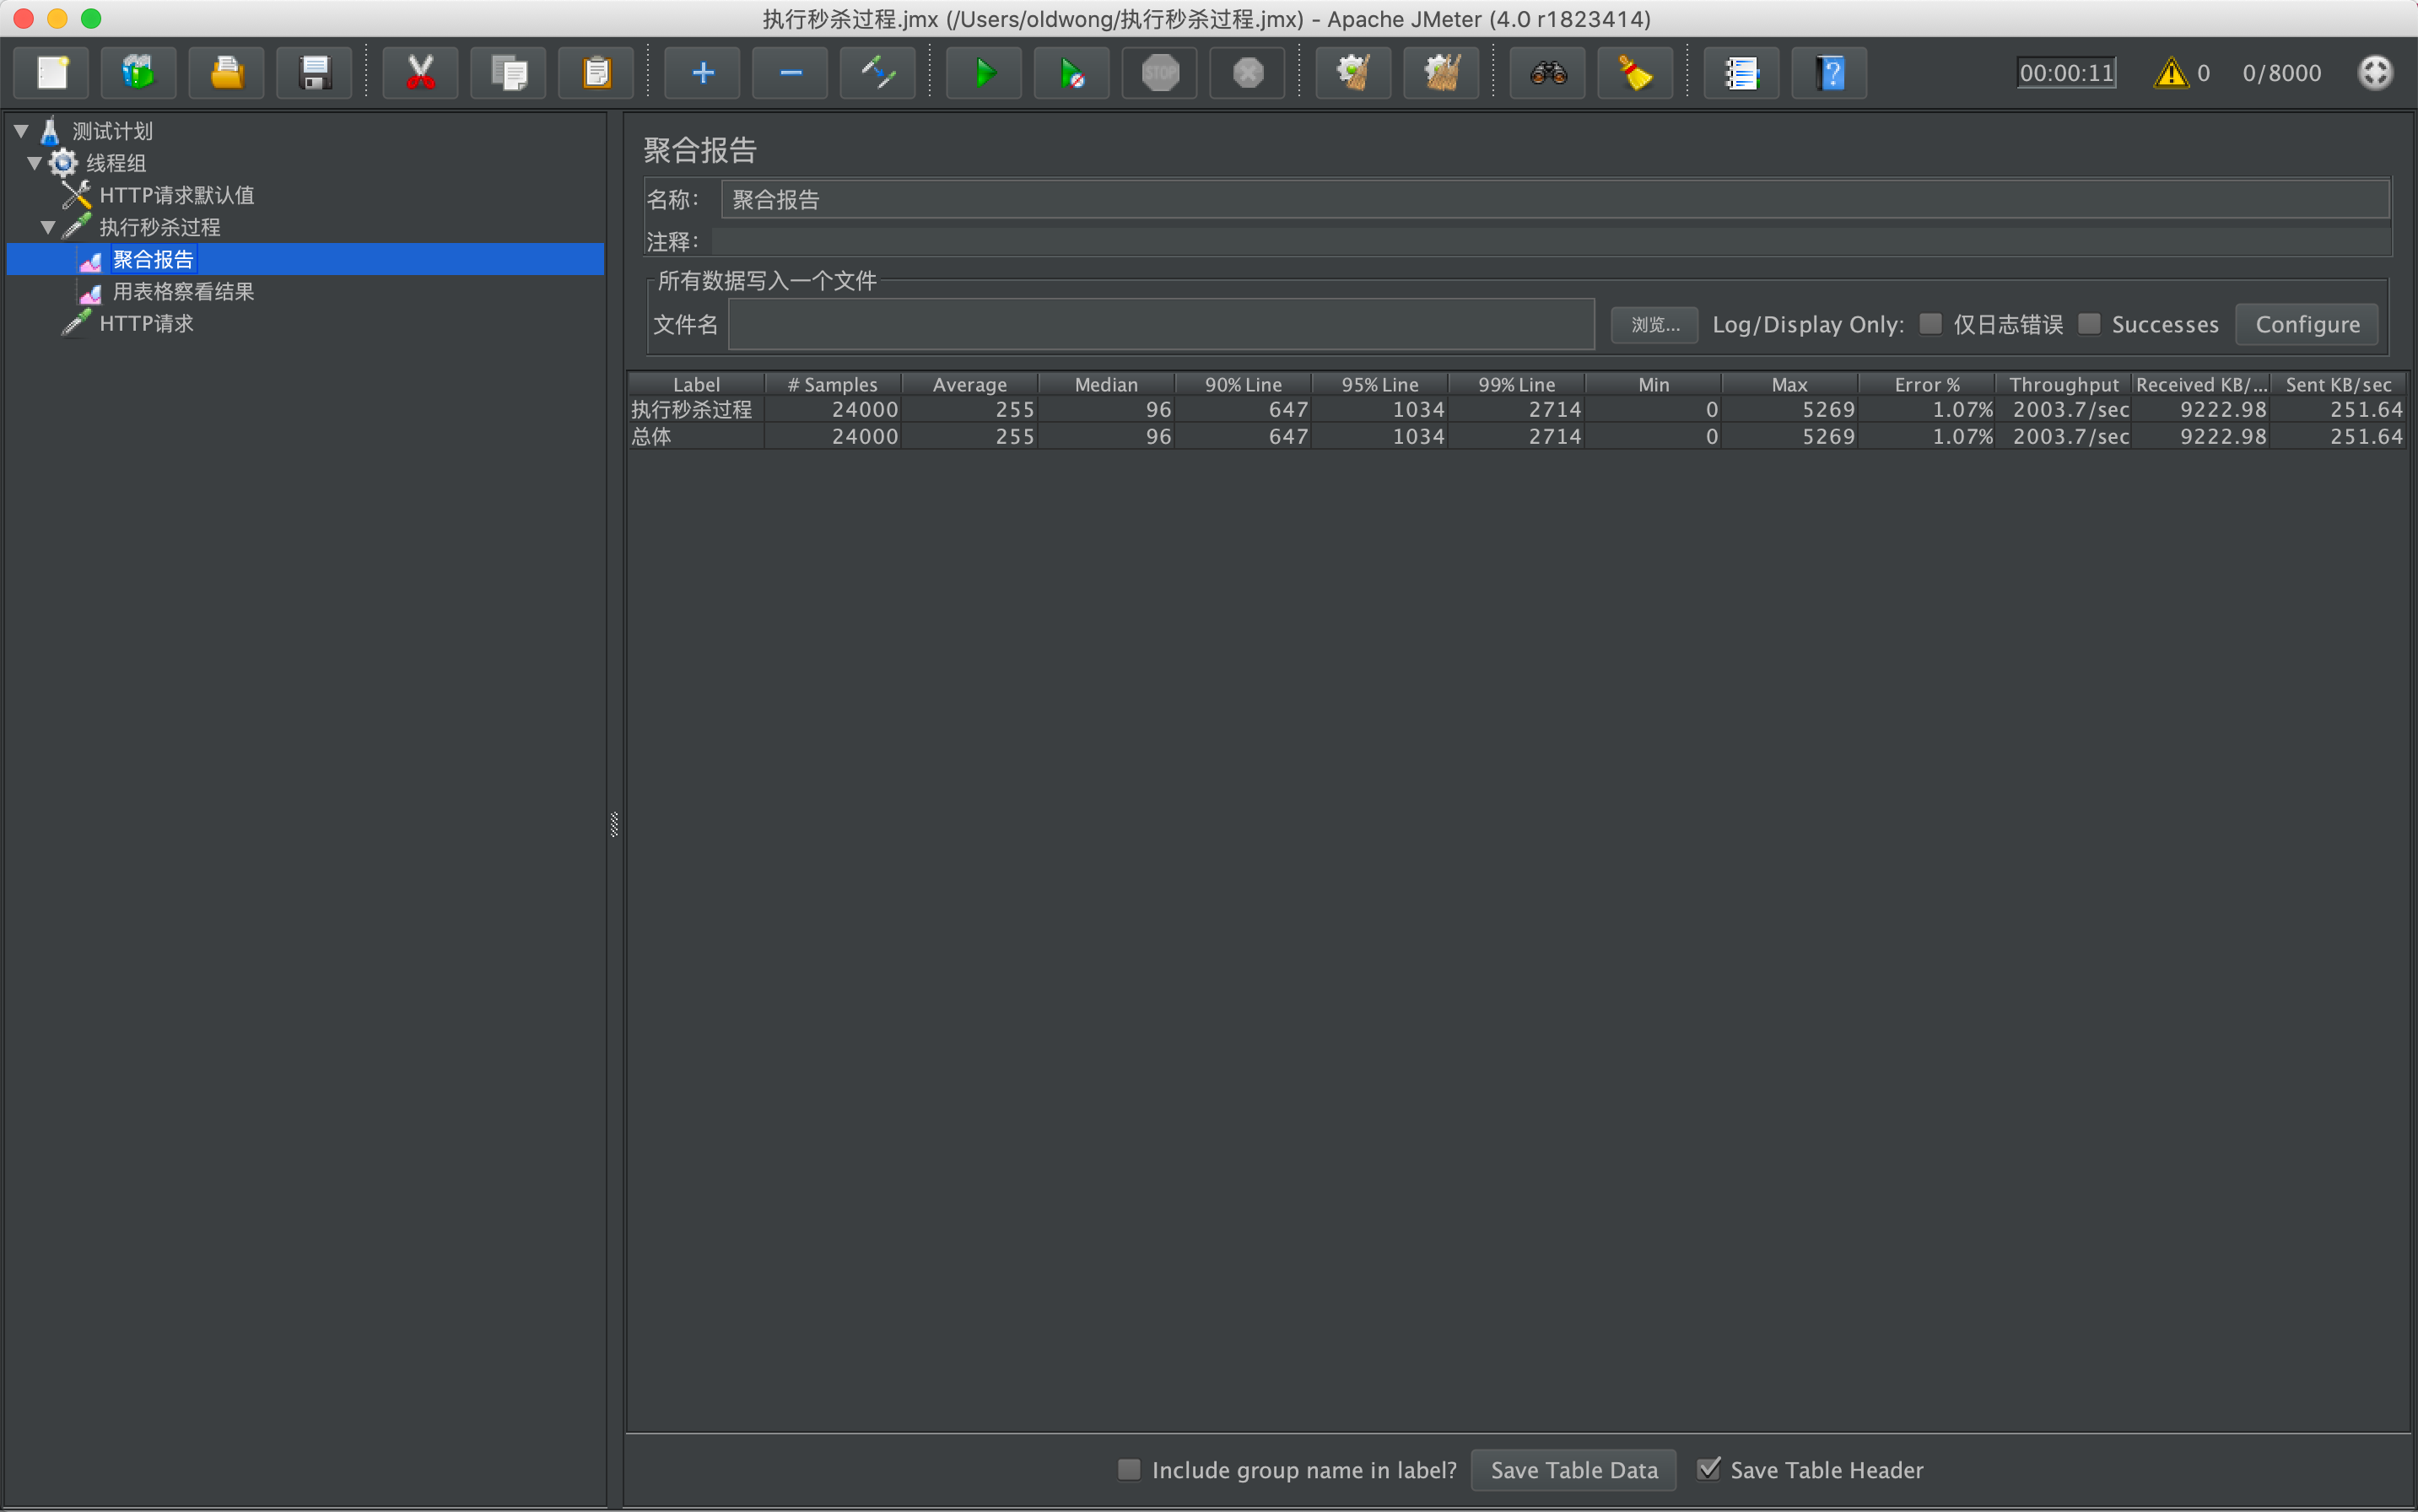 执行秒杀过程.jmx (/Users/oldwong/执行秒杀过程.jmx) - Apache JMeter (4.0 r1823414)
STOP
00:00:11 0 0/8000
测试计划
线程组
HTTP请求默认值
执行秒杀过程
聚合报告
用表格察看结果
HTTP请求
聚合报告
名称: 聚合报告
注释:
所有数据写入一个文件
文件名 浏览... Log/Display Only: 仅日志错误 Successes Configure
Label # Samples Average Median 90% Line 95% Line 99% Line Min Max Error % Throughput Received KB/... Sent KB/sec
执行秒杀过程 24000 255 96 647 1034 2714 0 5269 1.07% 2003.7/sec 9222.98 251.64
总体 24000 255 96 647 1034 2714 0 5269 1.07% 2003.7/sec 9222.98 251.64
Include group name in label? Save Table Data Save Table Header